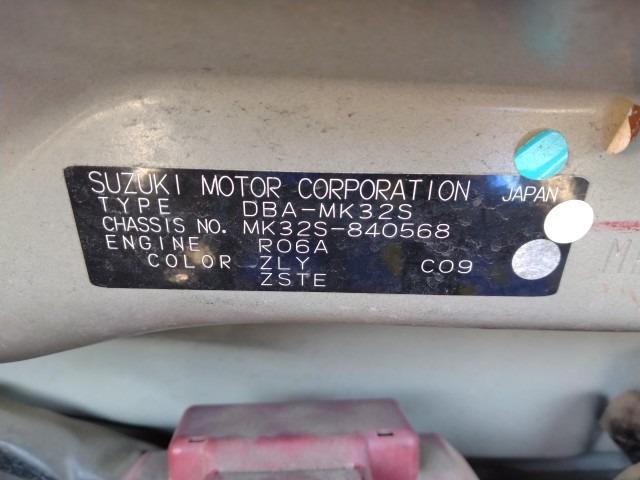 SUZUKI MOTOR CORPORATION JAPAN
TYPE DBA-MK32S
CHASSIS NO. MK32S-840568
ENGINE R06A
COLOR ZLY C09
ZSTE